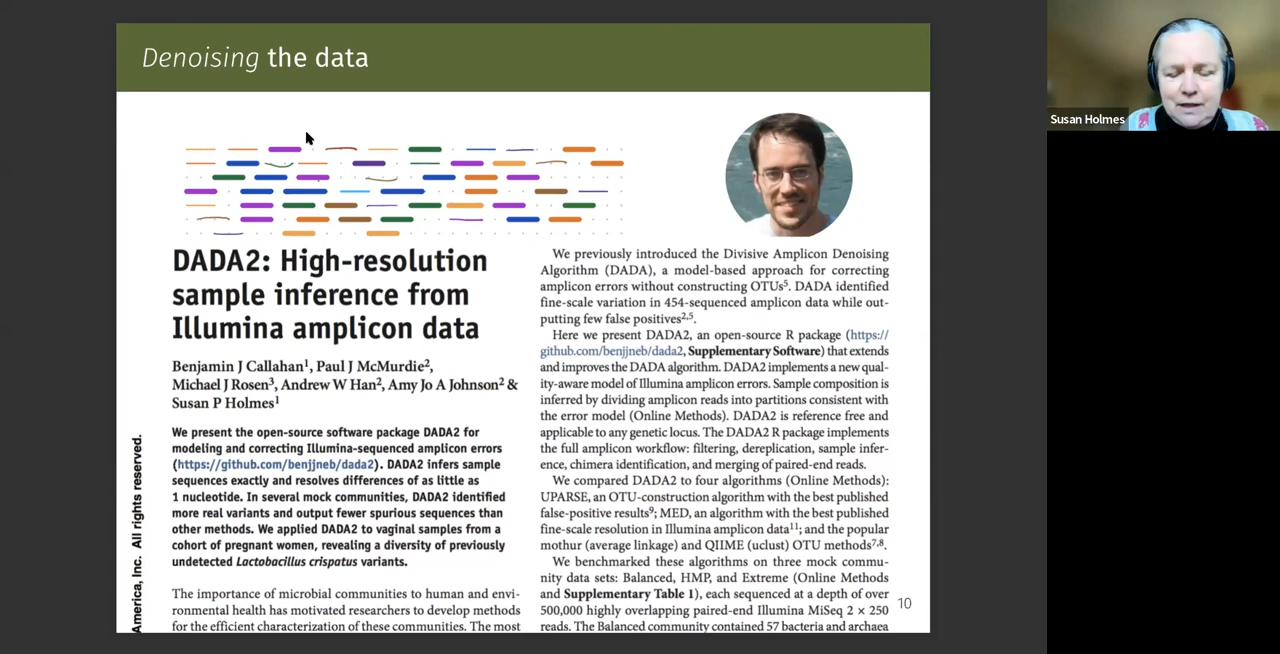 Denoising the data
Susan Holmes
DADA2: High-resolution
sample inference from
Illumina amplicon data
Benjamin J Callahan1, Paul J McMurdie2,
Michael J Rosen3, Andrew W Han2, Amy Jo A Johnson2 &
Susan P Holmes1
We present the open-source software package DADA2 for
modeling and correcting Illumina-sequenced amplicon errors
(https://github.com/benjjneb/dada2). DADA2 infers sample
sequences exactly and resolves differences of as little as
1 nucleotide. In several mock communities, DADA2 identified
more real variants and output fewer spurious sequences than
other methods. We applied DADA2 to vaginal samples from a
cohort of pregnant women, revealing a diversity of previously
undetected Lactobacillus crispatus variants.
The importance of microbial communities to human and envi-
ronmental health has motivated researchers to develop methods
for the efficient characterization of these communities. The most
We previously introduced the Divisive Amplicon Denoising
Algorithm (DADA), a model-based approach for correcting
amplicon errors without constructing OTUs5. DADA identified
fine-scale variation in 454-sequenced amplicon data while out-
putting few false positives2,5.
Here we present DADA2, an open-source R package (https://
github.com/benjjneb/dada2, Supplementary Software) that extends
and improves the DADA algorithm. DADA2 implements a new qual-
ity-aware model of Illumina amplicon errors. Sample composition is
inferred by dividing amplicon reads into partitions consistent with
the error model (Online Methods). DADA2 is reference free and
applicable to any genetic locus. The DADA2 R package implements
the full amplicon workflow: filtering, dereplication, sample infer-
ence, chimera identification, and merging of paired-end reads.
We compared DADA2 to four algorithms (Online Methods):
UPARSE, an OTU-construction algorithm with the best published
false-positive results9; MED, an algorithm with the best published
fine-scale resolution in Illumina amplicon data11; and the popular
mothur (average linkage) and QIIME (uclust) OTU methods7,8.
We benchmarked these algorithms on three mock commu-
nity data sets: Balanced, HMP, and Extreme (Online Methods
and Supplementary Table 1), each sequenced at a depth of over
500,000 highly overlapping paired-end Illumina MiSeq 2 × 250
reads. The Balanced community contained 57 bacteria and archaea
America, Inc. All rights reserved.
10